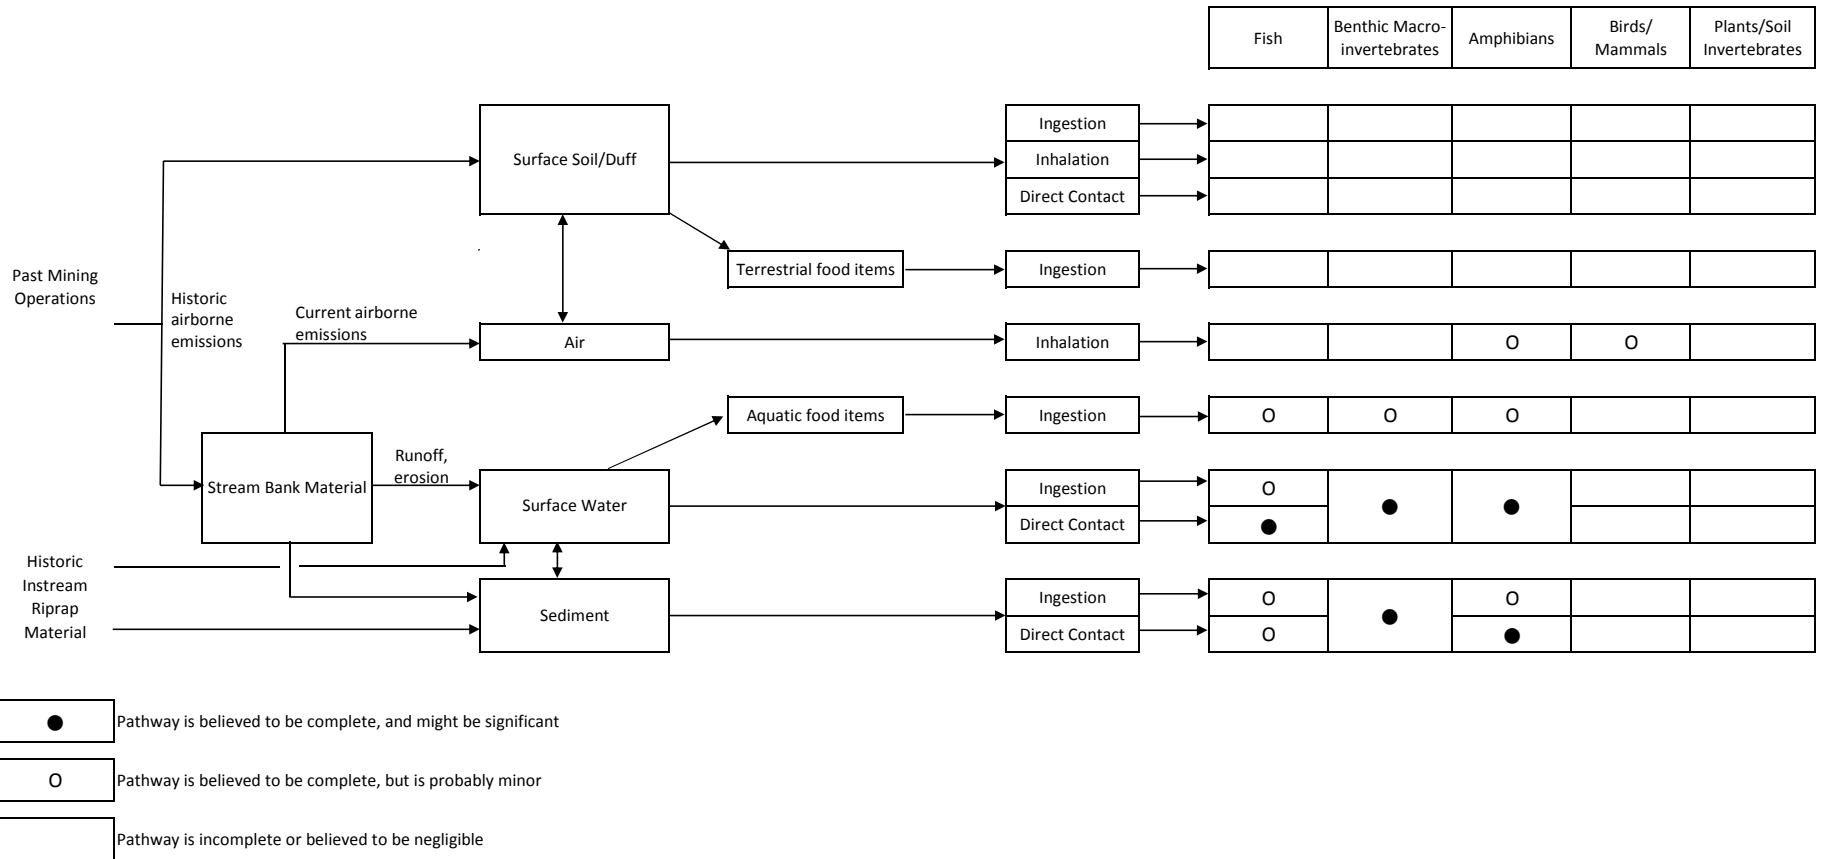 Fish
Benthic Macro-
invertebrates
Amphibians
Birds/
Mammals
Plants/Soil
Invertebrates
Surface Soil/Duff
Ingestion
Inhalation
Direct Contact
Terrestrial food items
Ingestion
Past Mining
Operations
Historic
airborne
emissions
Current airborne
emissions
Air
Inhalation
O
O
Aquatic food items
Ingestion
O
O
O
Stream Bank Material
Runoff,
erosion
Surface Water
Ingestion
Direct Contact
O
●
●
●
Historic
Instream
Riprap
Material
Sediment
Ingestion
Direct Contact
O
●
O
O
●
● Pathway is believed to be complete, and might be significant
O Pathway is believed to be complete, but is probably minor
Pathway is incomplete or believed to be negligible